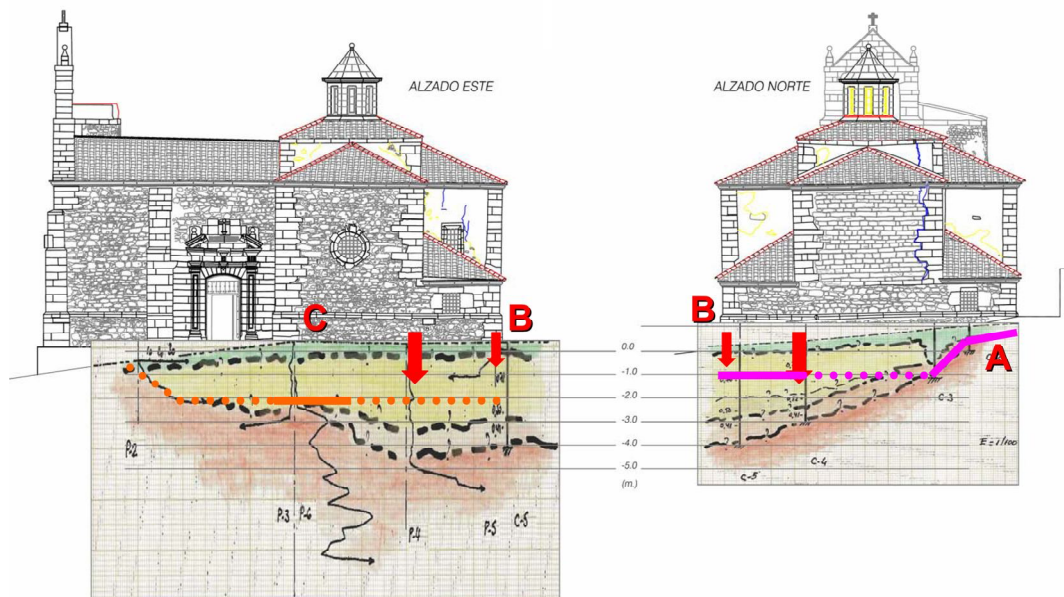 ALZADO ESTE
ALZADO NORTE
C
B
B
A
0.0
-1.0
-2.0
-3.0
-4.0
-5.0
(m.)
P-2
P-3
P-6
P-4
P-5
C-5
C-5
C-4
C-3
E=1/100